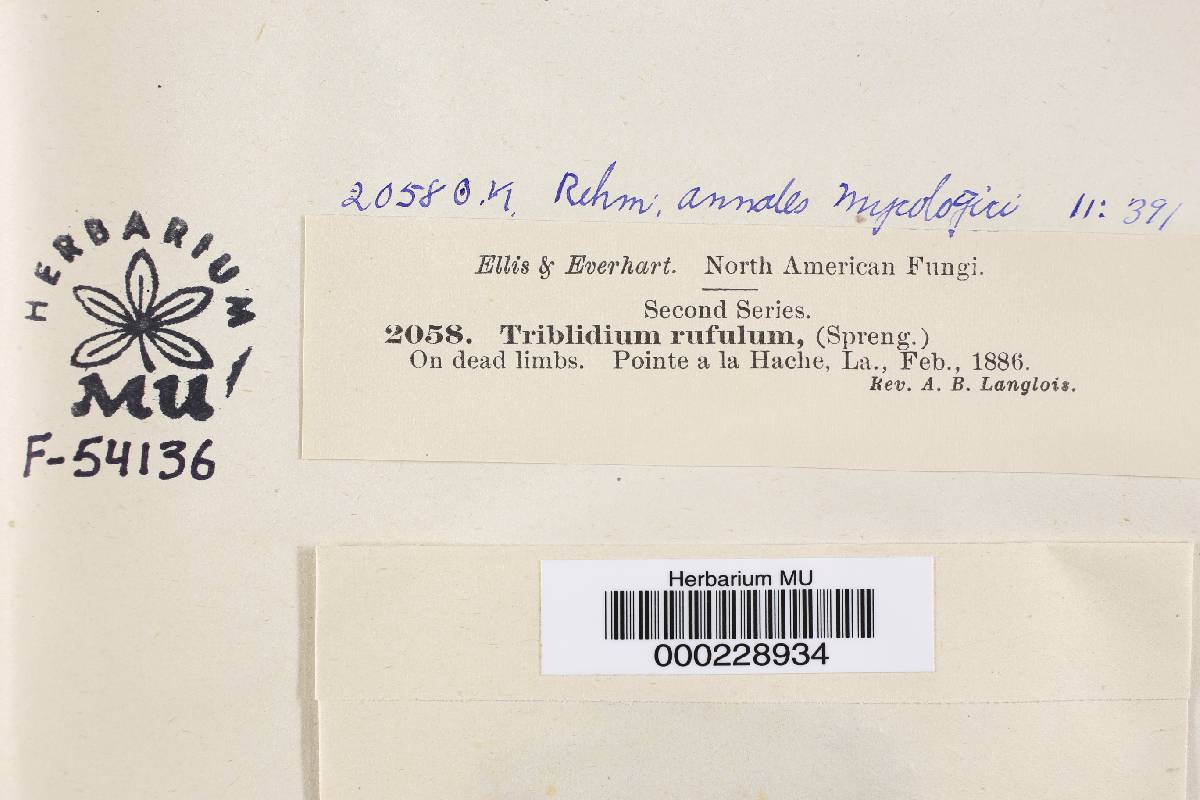 2058 O.K. Rehm, annales mycologici 11: 391
HERBARIUM
MU
F-54136
Ellis & Everhart. North American Fungi.
Second Series.
2058. Triblidium rufulum, (Spreng.)
On dead limbs. Pointe a la Hache, La., Feb., 1886.
Rev. A. B. Langlois.
Herbarium MU
000228934